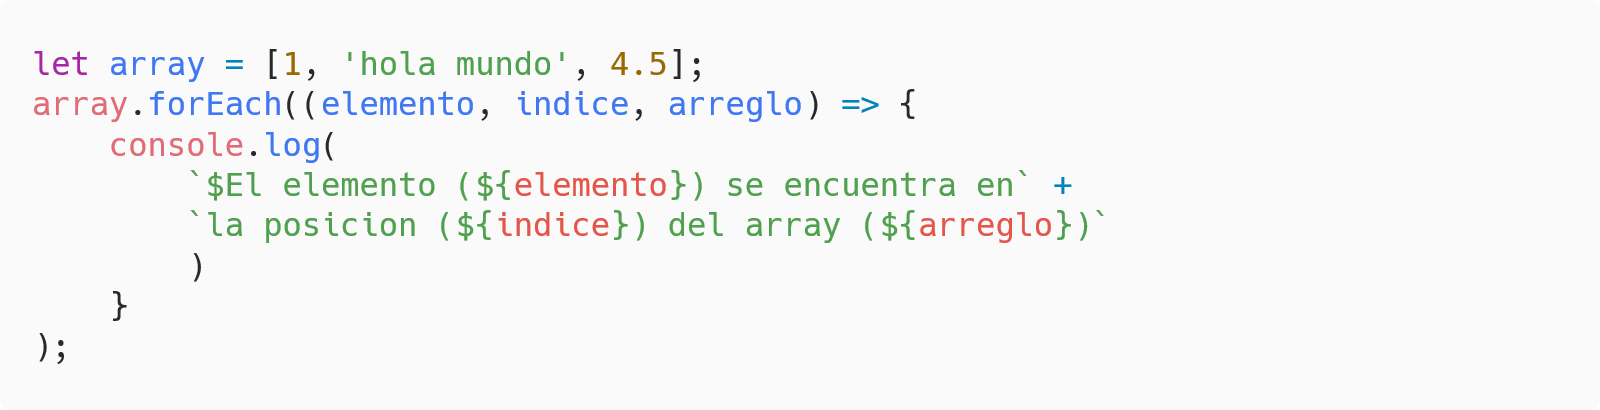 let array = [1, 'hola mundo', 4.5];
array.forEach((elemento, indice, arreglo) => {
    console.log(
        `$El elemento (${elemento}) se encuentra en` +
        `la posicion (${indice}) del array (${arreglo})`
        )
    }
);